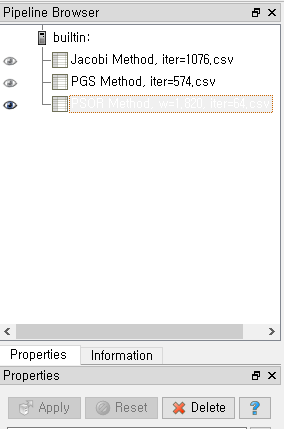 Pipeline Browser
builtin:
Jacobi Method, iter=1076,csv
PGS Method, iter=574,csv
PSOR Method, w=1,820, iter=64,csv
Properties
Information
Properties
Apply
Reset
Delete
?